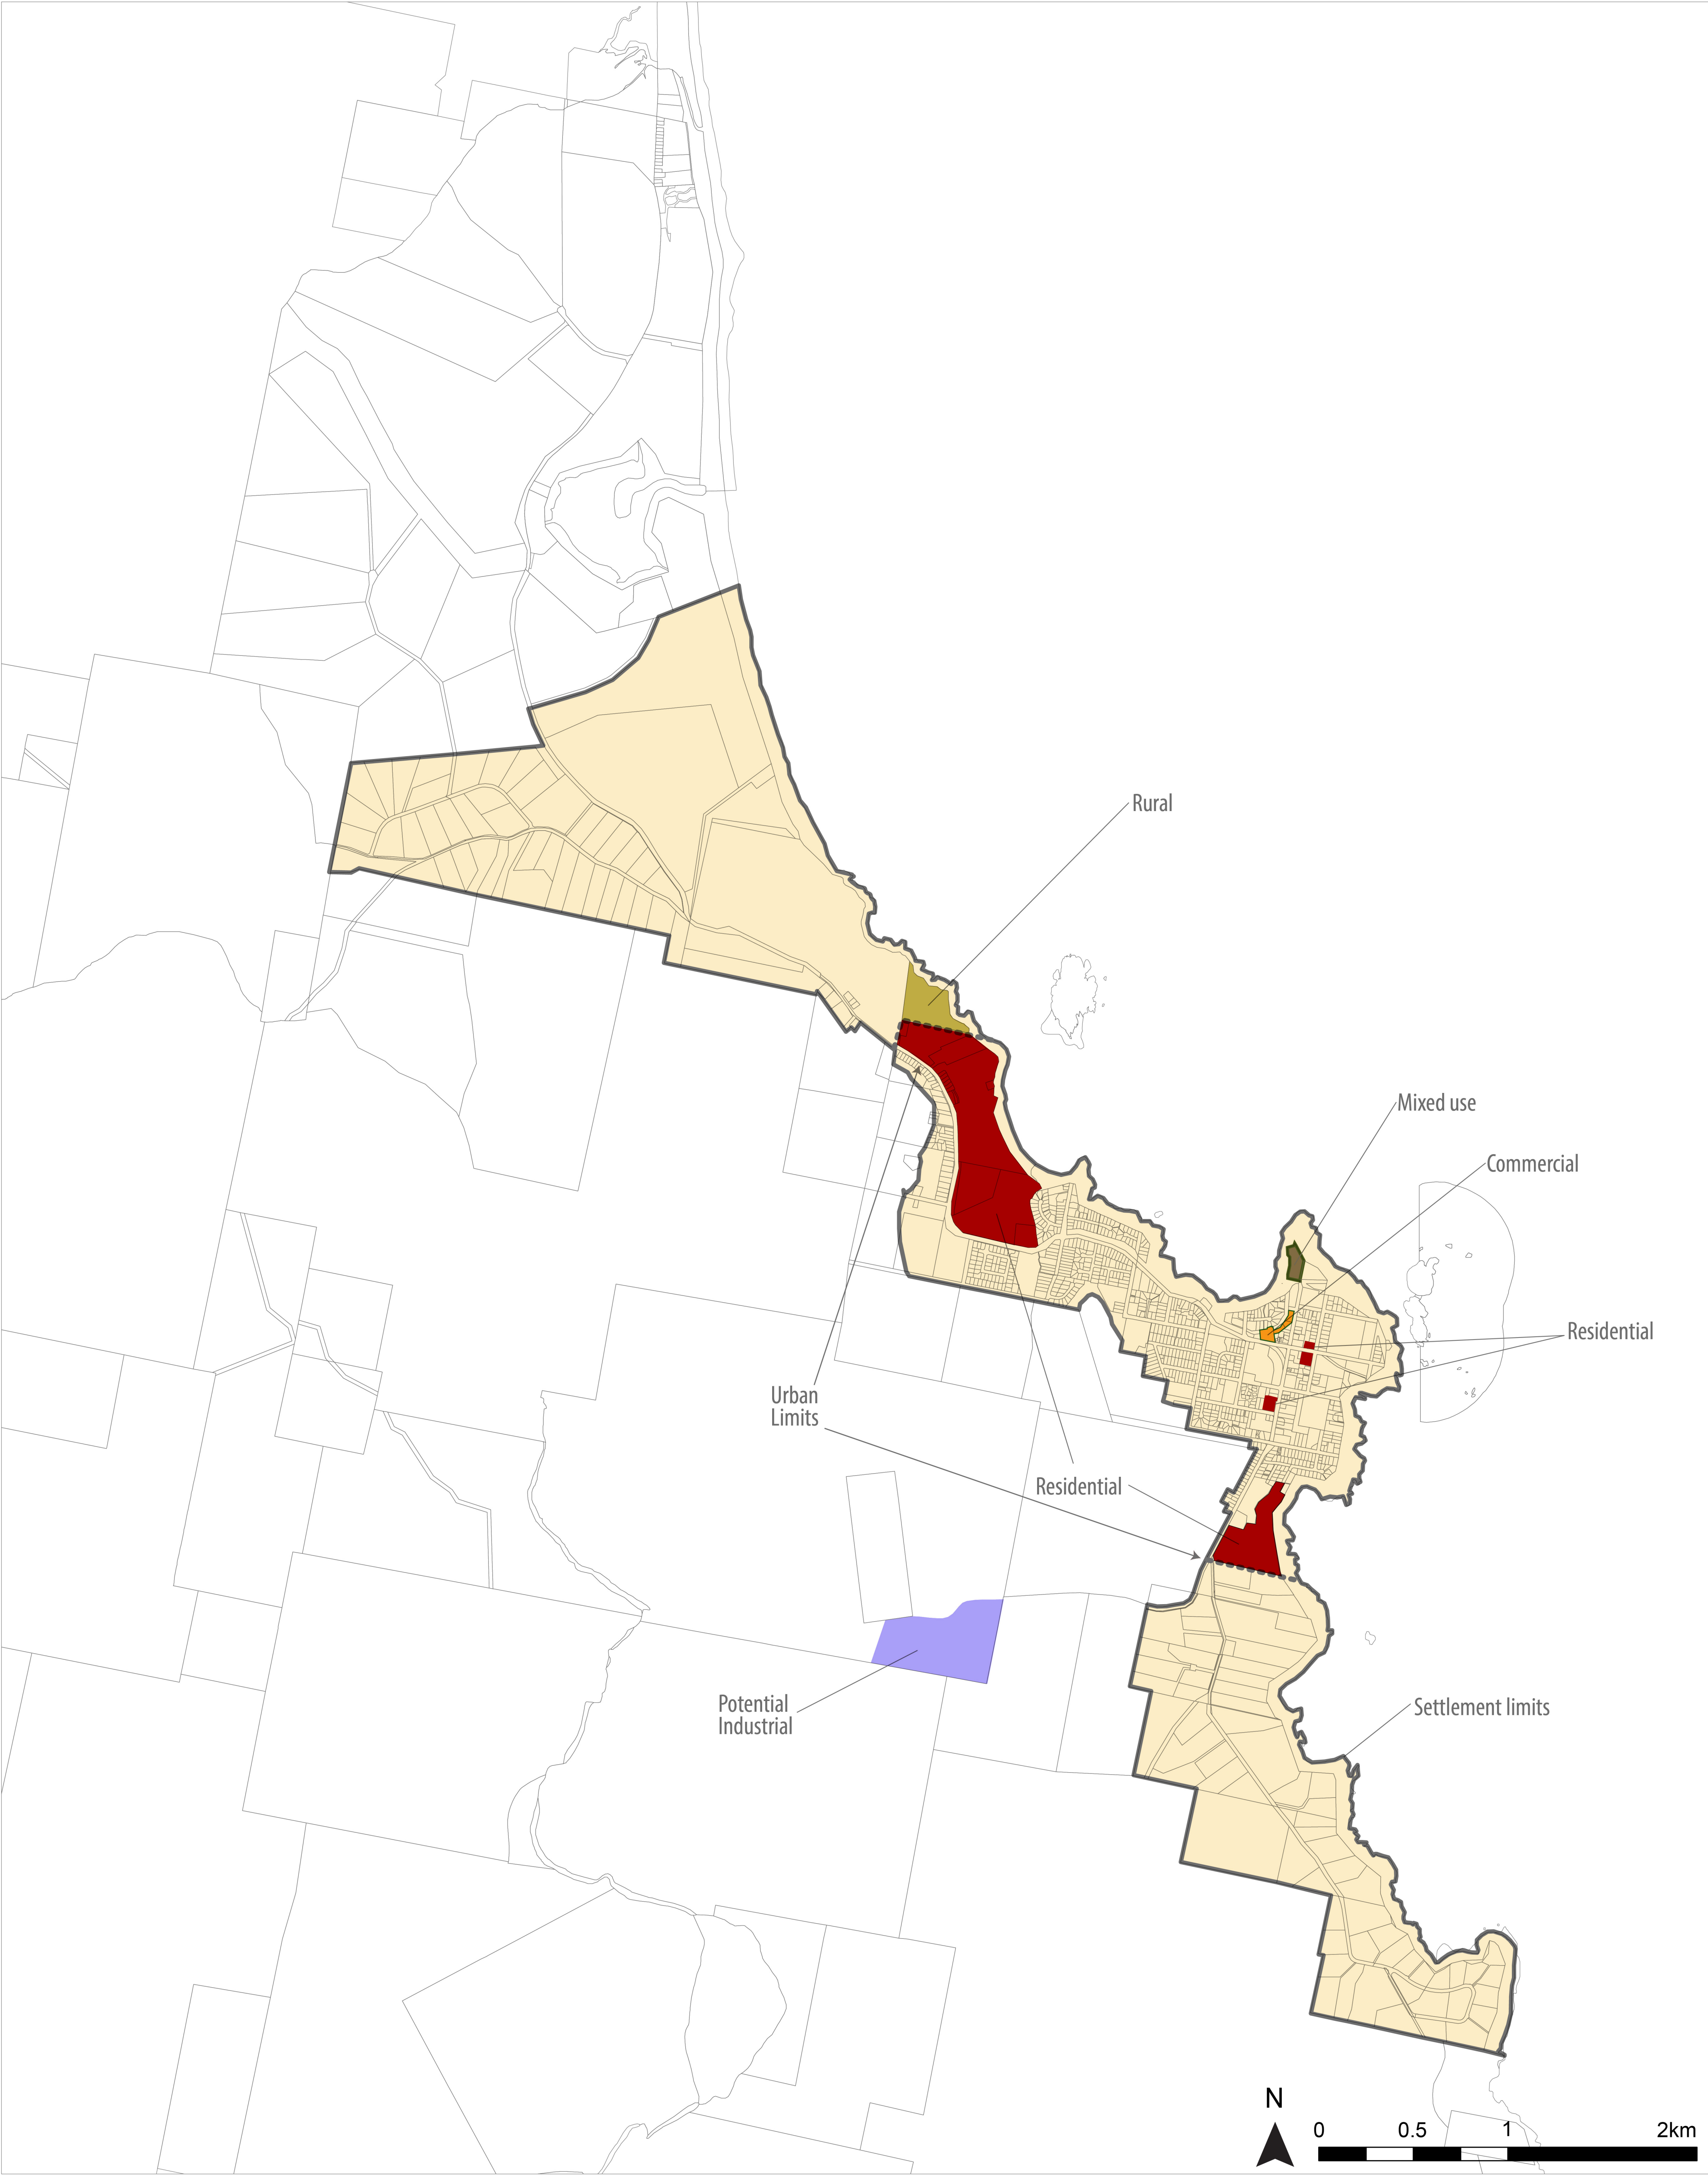 Rural
Mixed use
Commercial
Residential
Urban
Limits
Residential
Potential
Industrial
Settlement limits
N
0 0.5 1 2km